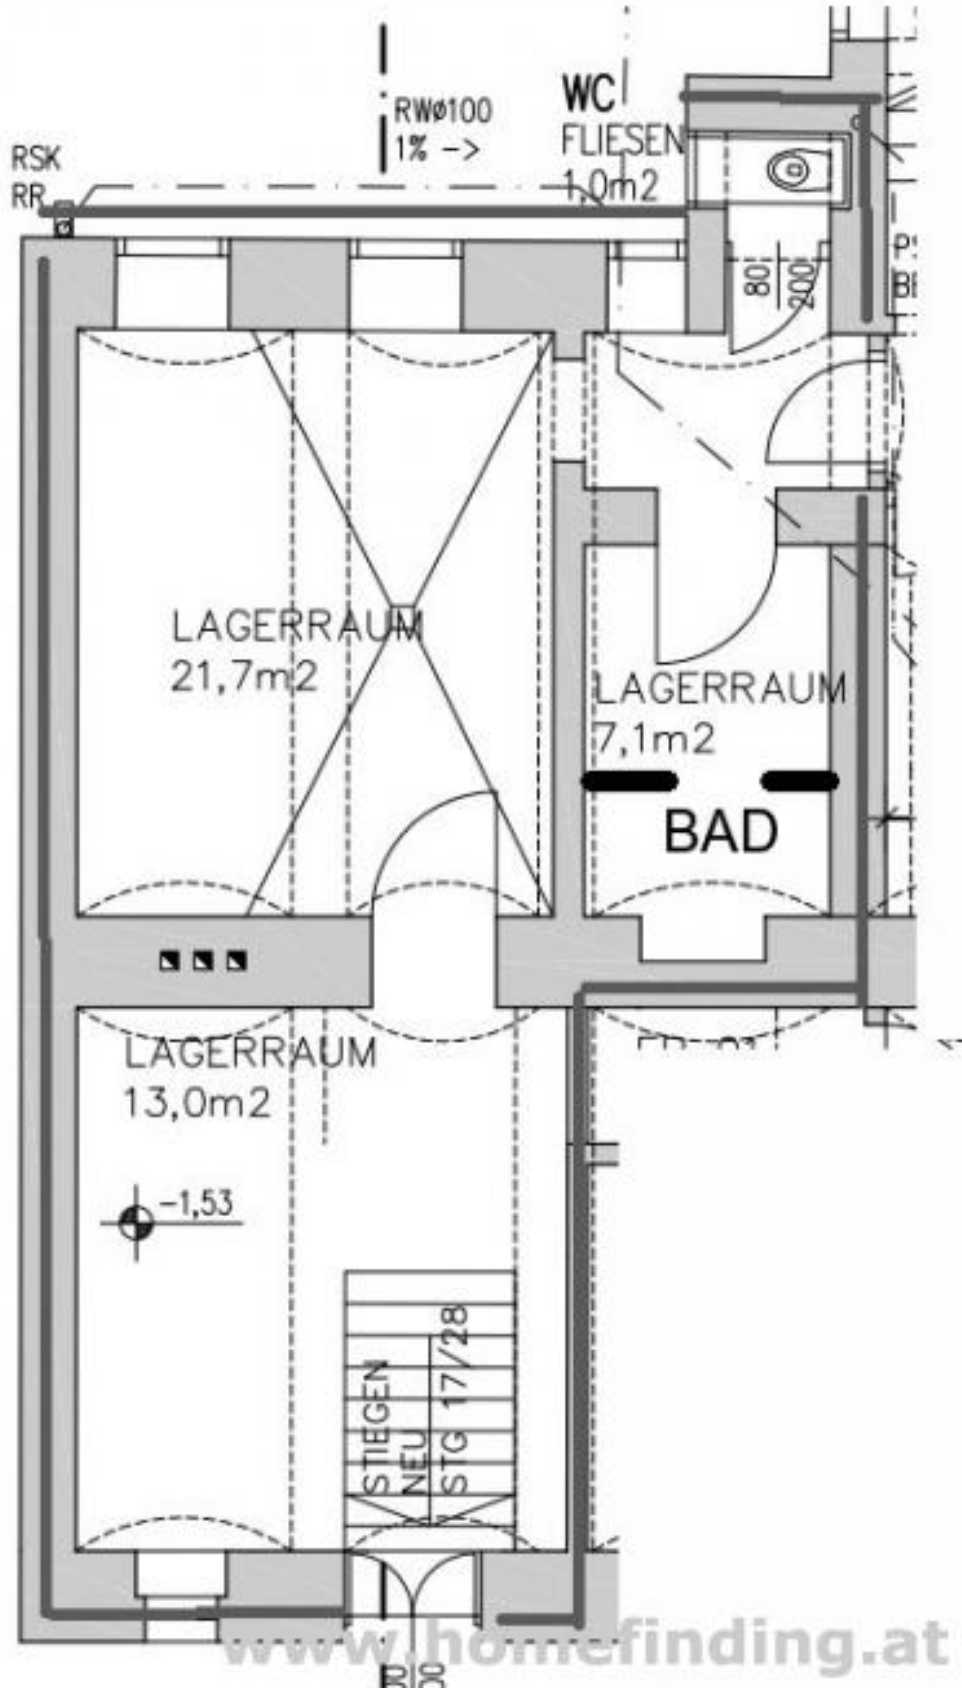 WC
RWø100
FLIESEN
1% ->
RSK
1,0m2
RR
80
200
LAGERRAUM
21,7m2
LAGERRAUM
7,1m2
BAD
LAGERRAUM
13,0m2
-1,53
STIEGEN
NEU
STG 17/28
www.homefinding.at